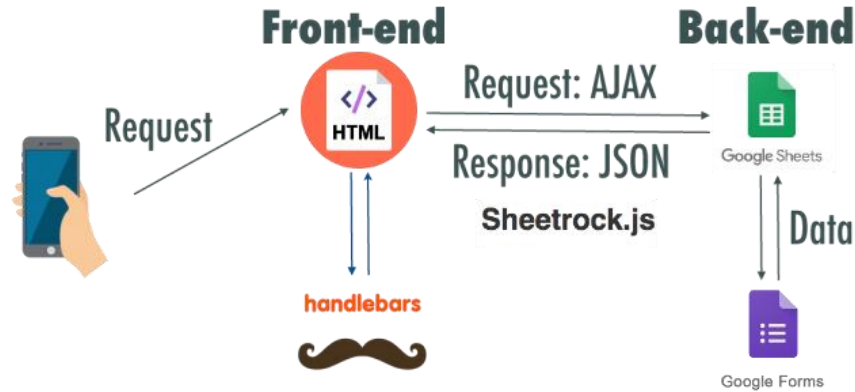 Front-end
Back-end
Request
</>
HTML
Request: AJAX
Response: JSON
Sheetrock.js
Google Sheets
Data
handlebars
Google Forms